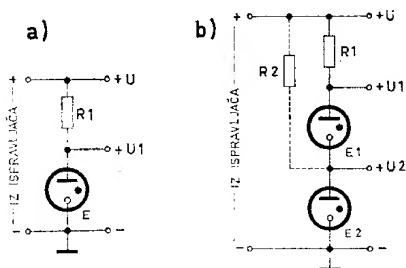 a)
+
+U
R1
IZ ISPRAVLJAČA
+U1
E
-
-
b)
+
+U
R2
R1
IZ ISPRAVLJAČA
+U1
E1
+U2
E2
-
-